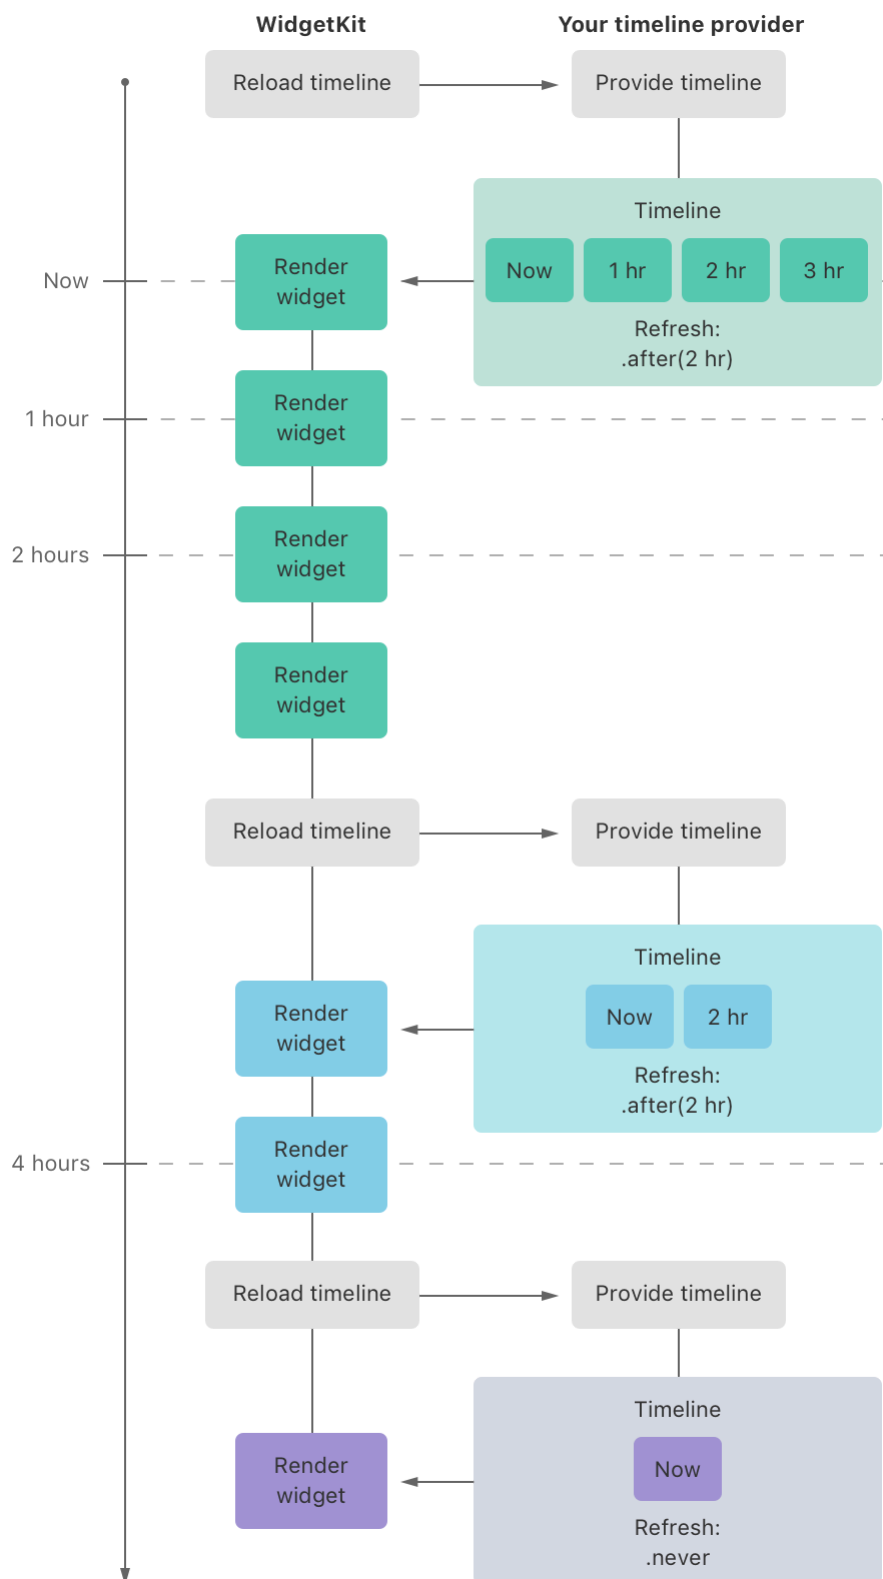 WidgetKit
Your timeline provider
Reload timeline
Provide timeline
Timeline
Now
1 hr
2 hr
3 hr
Refresh:
.after(2 hr)
Now
Render
widget
1 hour
Render
widget
2 hours
Render
widget
Render
widget
Reload timeline
Provide timeline
Timeline
Now
2 hr
Refresh:
.after(2 hr)
Render
widget
4 hours
Render
widget
Reload timeline
Provide timeline
Timeline
Now
Refresh:
.never
Render
widget